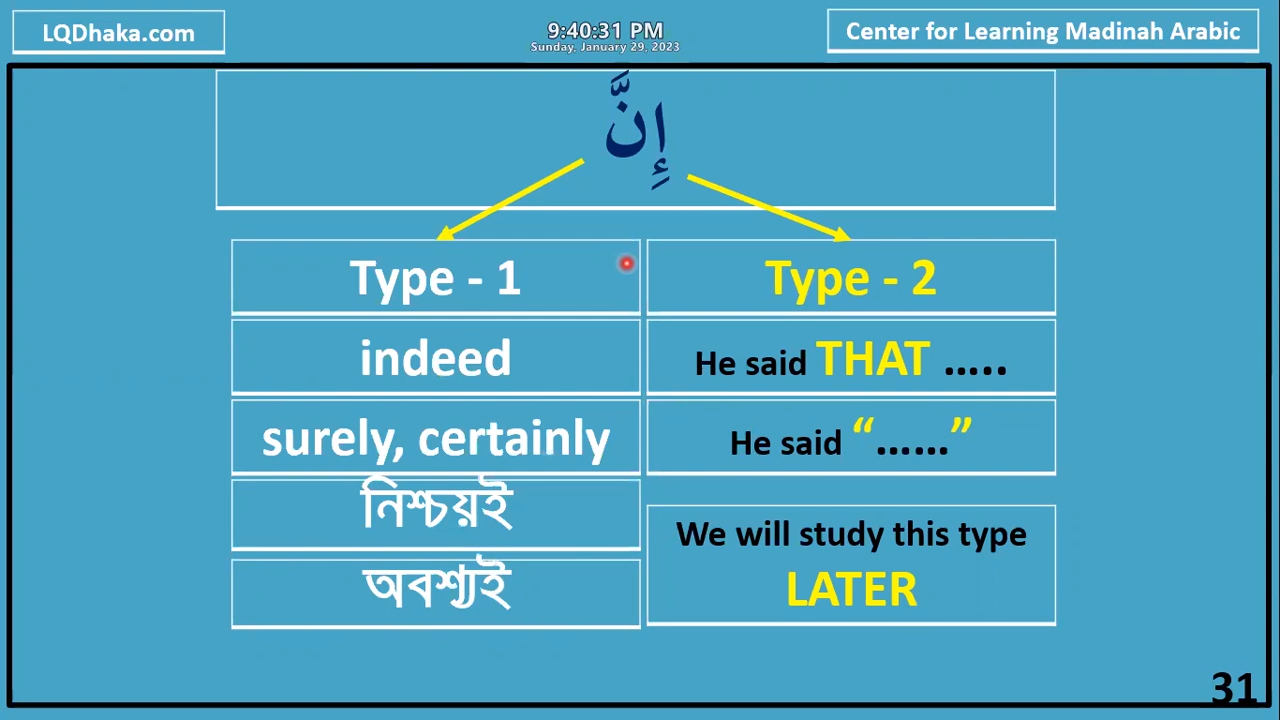 LQDhaka.com
9:40:31 PM
Sunday, January 29, 2023
Center for Learning Madinah Arabic
إِنَّ
Type - 1
indeed
surely, certainly
নিশ্চয়ই
অবশ্যই
Type - 2
He said THAT .....
He said “......”
We will study this type
LATER
31